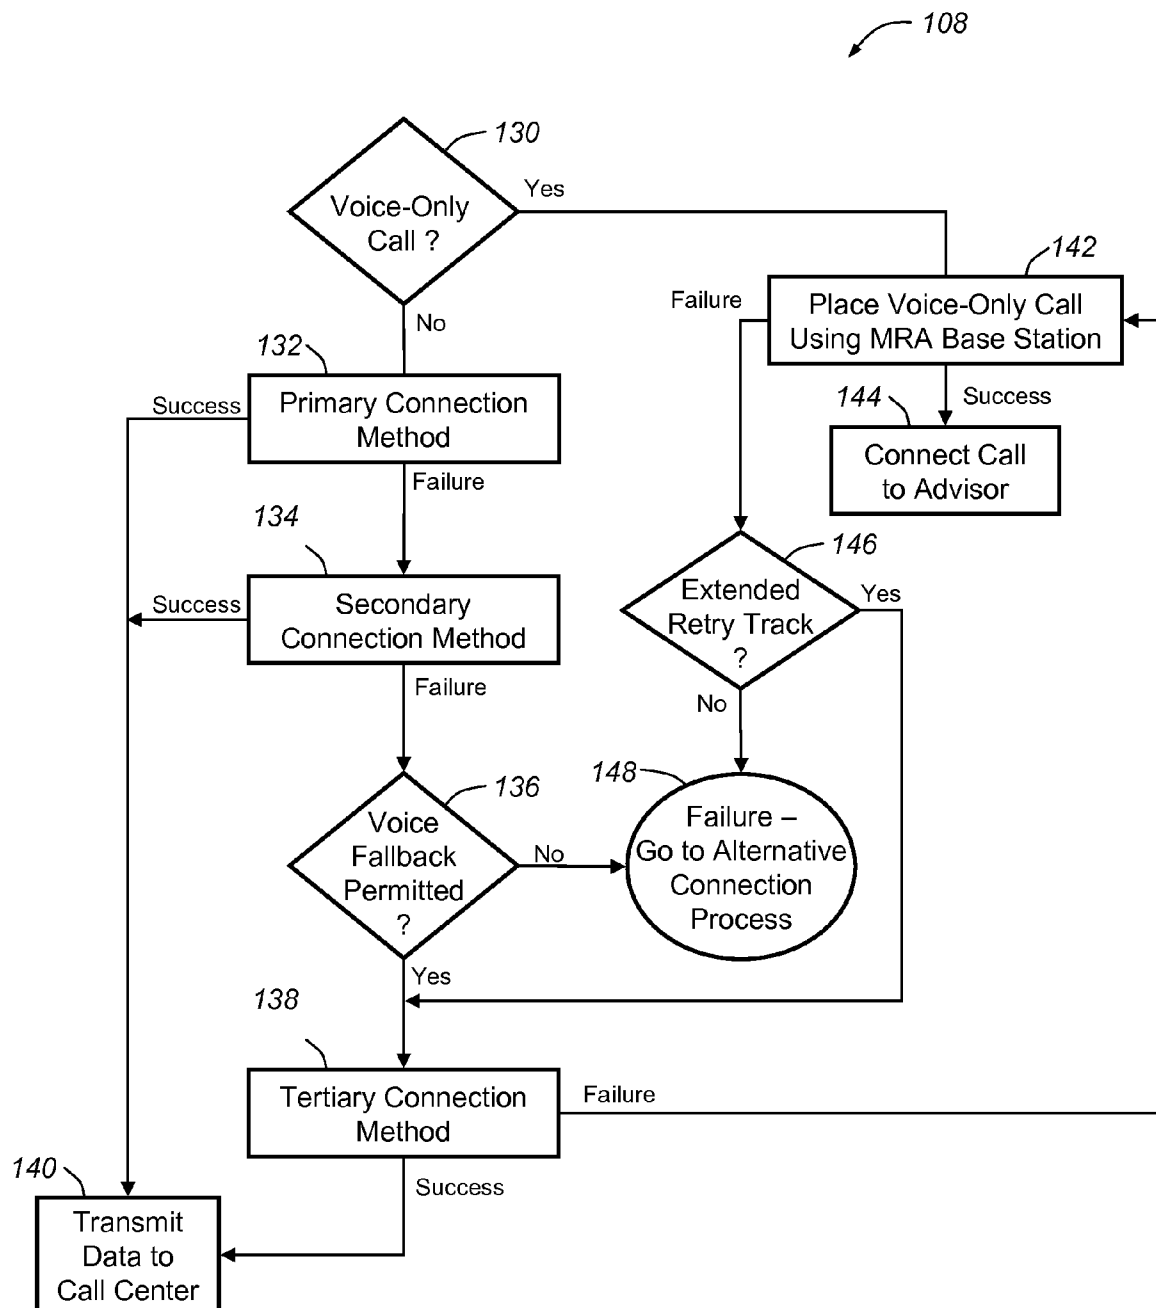 108
130
Voice-Only
Call ?
Yes
No
142
Place Voice-Only Call
Using MRA Base Station
Failure
Success
132
Primary Connection
Method
Success
Failure
144
Connect Call
to Advisor
134
Secondary
Connection Method
Success
Failure
146
Extended
Retry Track
?
Yes
No
136
Voice
Fallback
Permitted
?
No
Yes
148
Failure –
Go to Alternative
Connection
Process
138
Tertiary Connection
Method
Failure
Success
140
Transmit
Data to
Call Center